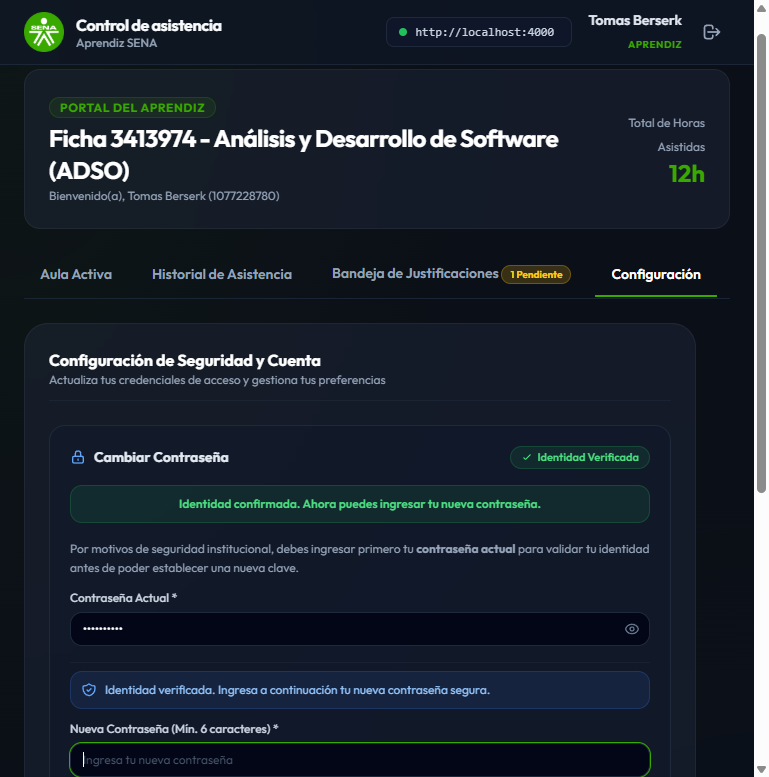 SENA
Control de asistencia
Aprendiz SENA
http://localhost:4000
Tomas Berserk
APRENDIZ
PORTAL DEL APRENDIZ
Ficha 3413974 - Análisis y Desarrollo de Software
(ADSO)
Bienvenido(a), Tomas Berserk (1077228780)
Total de Horas
Asistidas
12h
Aula Activa
Historial de Asistencia
Bandeja de Justificaciones 1 Pendiente
Configuración
Configuración de Seguridad y Cuenta
Actualiza tus credenciales de acceso y gestiona tus preferencias
Cambiar Contraseña
Identidad Verificada
Identidad confirmada. Ahora puedes ingresar tu nueva contraseña.
Por motivos de seguridad institucional, debes ingresar primero tu contraseña actual para validar tu identidad
antes de poder establecer una nueva clave.
Contraseña Actual *
••••••••••
Identidad verificada. Ingresa a continuación tu nueva contraseña segura.
Nueva Contraseña (Mín. 6 caracteres) *
Ingresa tu nueva contraseña